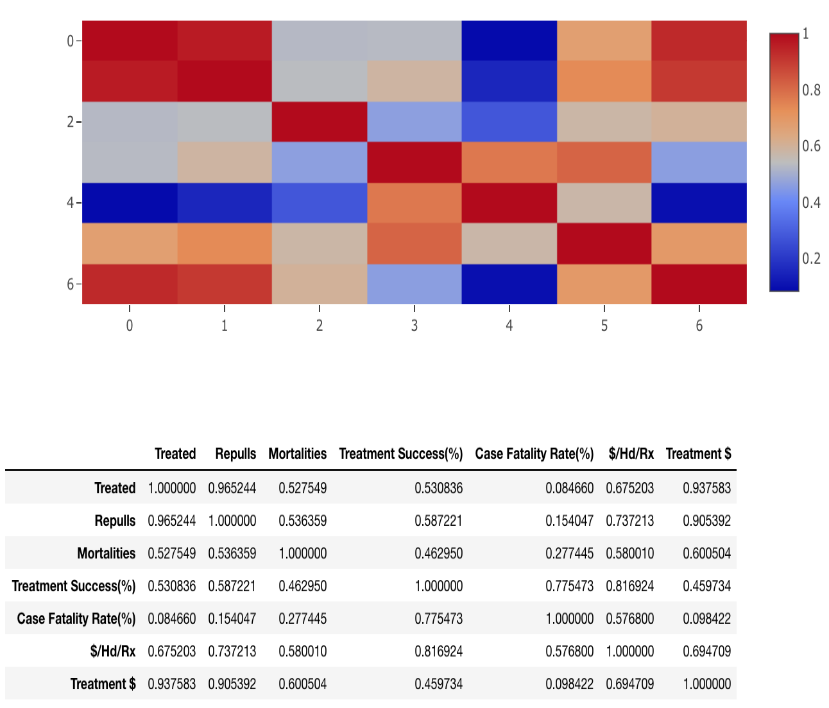 0
2
4
6
0 1 2 3 4 5 6
1
0.8
0.6
0.4
0.2
Treated Repulls Mortalities Treatment Success(%) Case Fatality Rate(%) $/Hd/Rx Treatment $
Treated 1.000000 0.965244 0.527549 0.530836 0.084660 0.675203 0.937583
Repulls 0.965244 1.000000 0.536359 0.587221 0.154047 0.737213 0.905392
Mortalities 0.527549 0.536359 1.000000 0.462950 0.277445 0.580010 0.600504
Treatment Success(%) 0.530836 0.587221 0.462950 1.000000 0.775473 0.816924 0.459734
Case Fatality Rate(%) 0.084660 0.154047 0.277445 0.775473 1.000000 0.576800 0.098422
$/Hd/Rx 0.675203 0.737213 0.580010 0.816924 0.576800 1.000000 0.694709
Treatment $ 0.937583 0.905392 0.600504 0.459734 0.098422 0.694709 1.000000